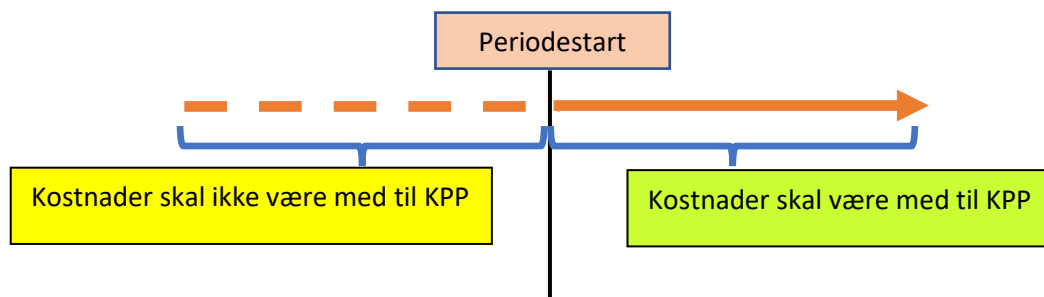 Periodestart
Kostnader skal ikke være med til KPP
Kostnader skal være med til KPP